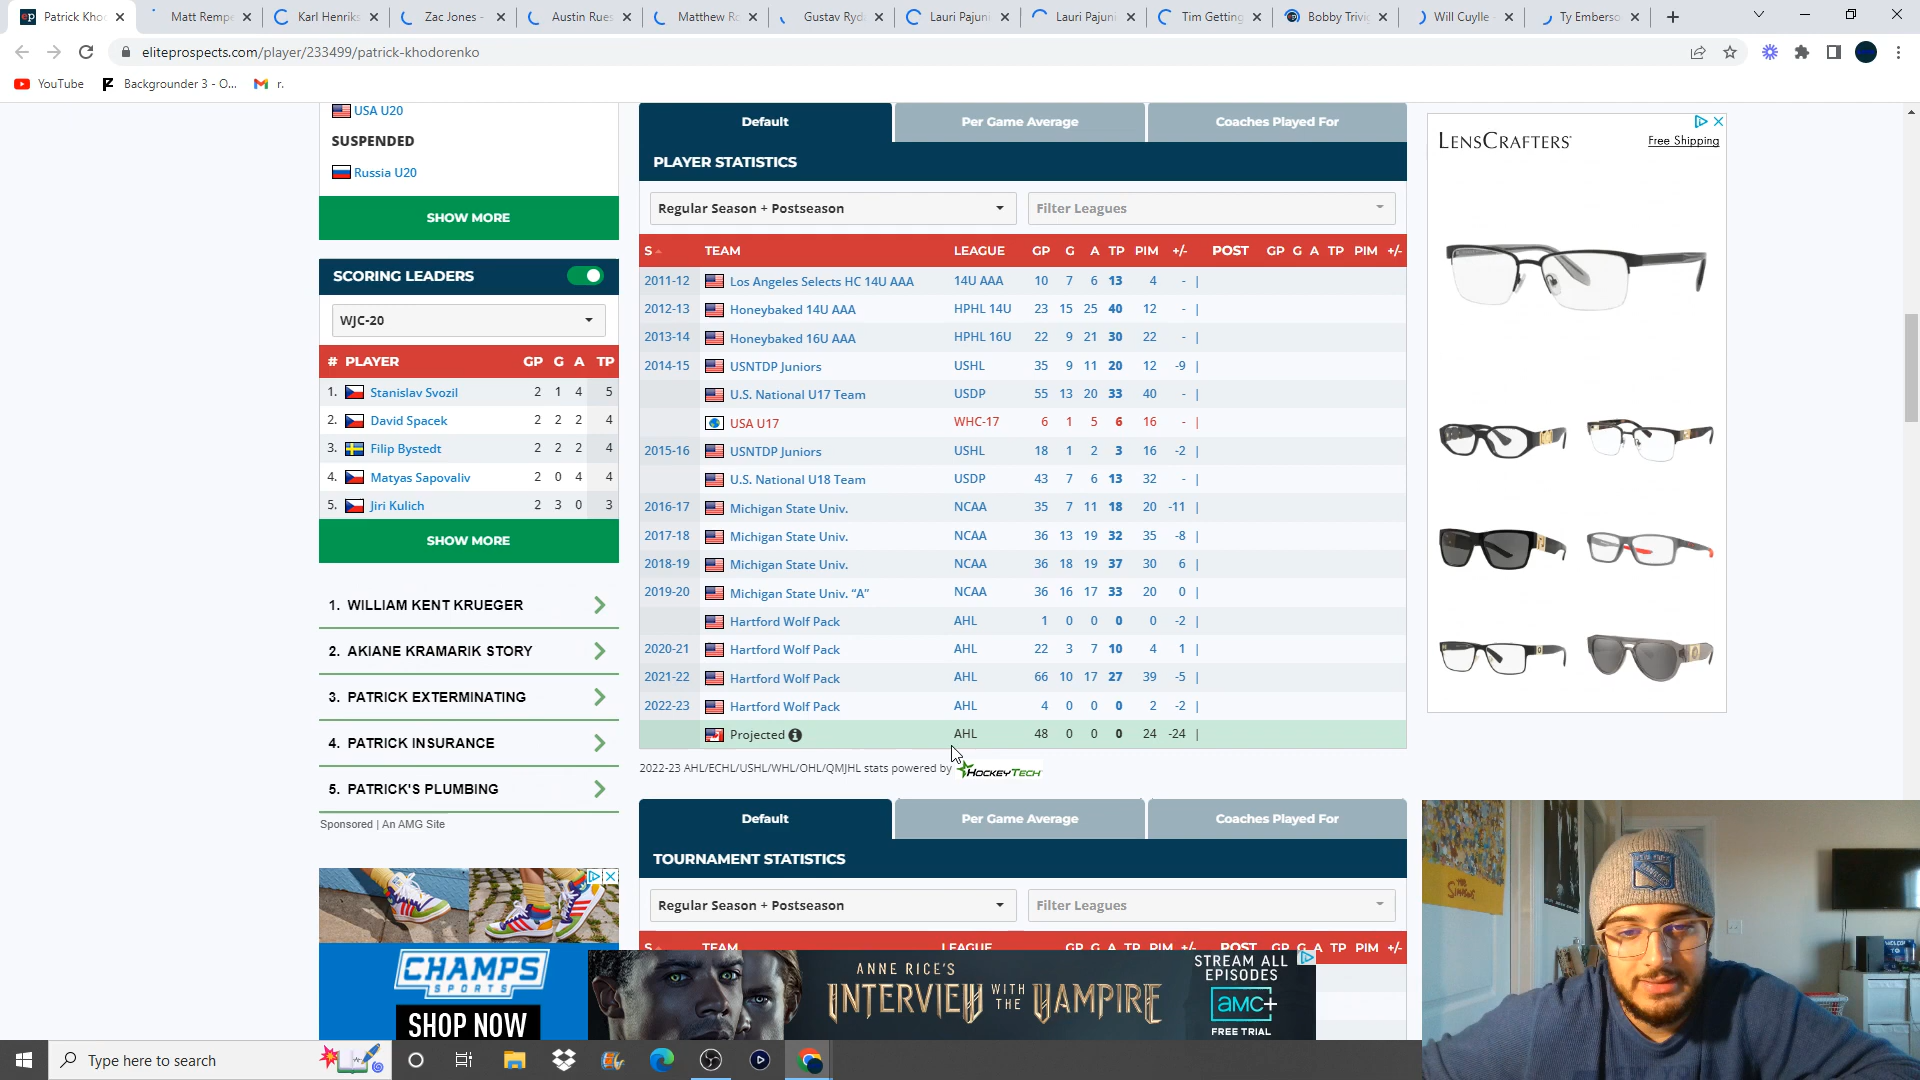 Patrick Kho
Matt Rempe
Karl Henriks
Zac Jones -
Austin Rues
Matthew Ro
Gustav Ryd
Lauri Pajuni
Lauri Pajuni
Tim Getting
Bobby Trivig
Will Cuylle
Ty Emberso
eliteprospects.com/player/233499/patrick-khodorenko
YouTube
Backgrounder 3 - O...
r.
USA U20
SUSPENDED
Russia U20
SHOW MORE
SCORING LEADERS
WJC-20
# PLAYER GP G A TP
1. Stanislav Svozil 2 1 4 5
2. David Spacek 2 2 2 4
3. Filip Bystedt 2 2 2 4
4. Matyas Sapovaliv 2 0 4 4
5. Jiri Kulich 2 3 0 3
SHOW MORE
1. WILLIAM KENT KRUEGER
2. AKIANE KRAMARIK STORY
3. PATRICK EXTERMINATING
4. PATRICK INSURANCE
5. PATRICK'S PLUMBING
Sponsored | An AMG Site
CHAMPS
SPORTS
SHOP NOW
Default
Per Game Average
Coaches Played For
PLAYER STATISTICS
Regular Season + Postseason
Filter Leagues
S TEAM LEAGUE GP G A TP PIM +/- POST GP G A TP PIM +/-
2011-12 Los Angeles Selects HC 14U AAA 14U AAA 10 7 6 13 4 - |
2012-13 Honeybaked 14U AAA HPHL 14U 23 15 25 40 12 - |
2013-14 Honeybaked 16U AAA HPHL 16U 22 9 21 30 22 - |
2014-15 USNTDP Juniors USHL 35 9 11 20 12 -9 |
U.S. National U17 Team USDP 55 13 20 33 40 - |
USA U17 WHC-17 6 1 5 6 16 - |
2015-16 USNTDP Juniors USHL 18 1 2 3 16 -2 |
U.S. National U18 Team USDP 43 7 6 13 32 - |
2016-17 Michigan State Univ. NCAA 35 7 11 18 20 -11 |
2017-18 Michigan State Univ. NCAA 36 13 19 32 35 -8 |
2018-19 Michigan State Univ. NCAA 36 18 19 37 30 6 |
2019-20 Michigan State Univ. “A” NCAA 36 16 17 33 20 0 |
Hartford Wolf Pack AHL 1 0 0 0 0 -2 |
2020-21 Hartford Wolf Pack AHL 22 3 7 10 4 1 |
2021-22 Hartford Wolf Pack AHL 66 10 17 27 39 -5 |
2022-23 Hartford Wolf Pack AHL 4 0 0 0 2 -2 |
Projected AHL 48 0 0 0 24 -24 |
2022-23 AHL/ECHL/USHL/WHL/OHL/QMJHL stats powered by HOCKEYTECH
Default
Per Game Average
Coaches Played For
TOURNAMENT STATISTICS
Regular Season + Postseason
Filter Leagues
S TEAM LEAGUE GP G A TP PIM +/- POST GP G A TP PIM +/-
ANNE RICE'S
INTERVIEW WITH THE VAMPIRE
STREAM ALL
EPISODES
amc+
FREE TRIAL
LENSCRAFTERS
Free Shipping
THE
SIMPSONS
Type here to search